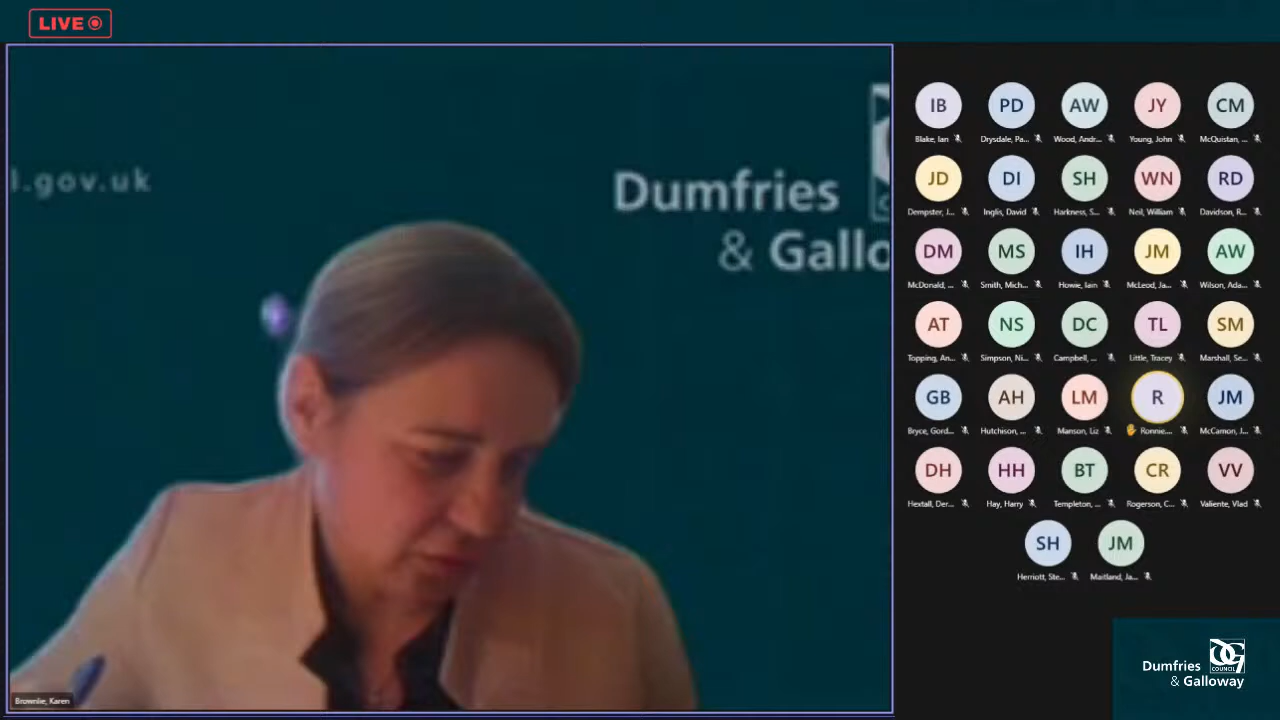 LIVE
l.gov.uk
Dumfries
& Gallo
Brownlie, Karen
IB PD AW JY CM
Blake, Ian Drysdale, Pa... Wood, Andr... Young, John McQuistan, ...
JD DI SH WN RD
Dempster, J... Inglis, David Harkness, S... Neil, William Davidson, R...
DM MS IH JM AW
McDonald, ... Smith, Mich... Howie, Iain McLeod, Ja... Wilson, Ada...
AT NS DC TL SM
Topping, An... Simpson, Ni... Campbell, ... Little, Tracey Marshall, Se...
GB AH LM R JM
Bryce, Gord... Hutchison, ... Manson, Liz Ronnie.... McCamon, J...
DH HH BT CR VV
Hextall, Der... Hay, Harry Templeton, ... Rogerson, C... Valiente, Vlad
SH JM
Herriott, Ste... Maitland, Ja...
Dumfries
& Galloway
COUNCIL